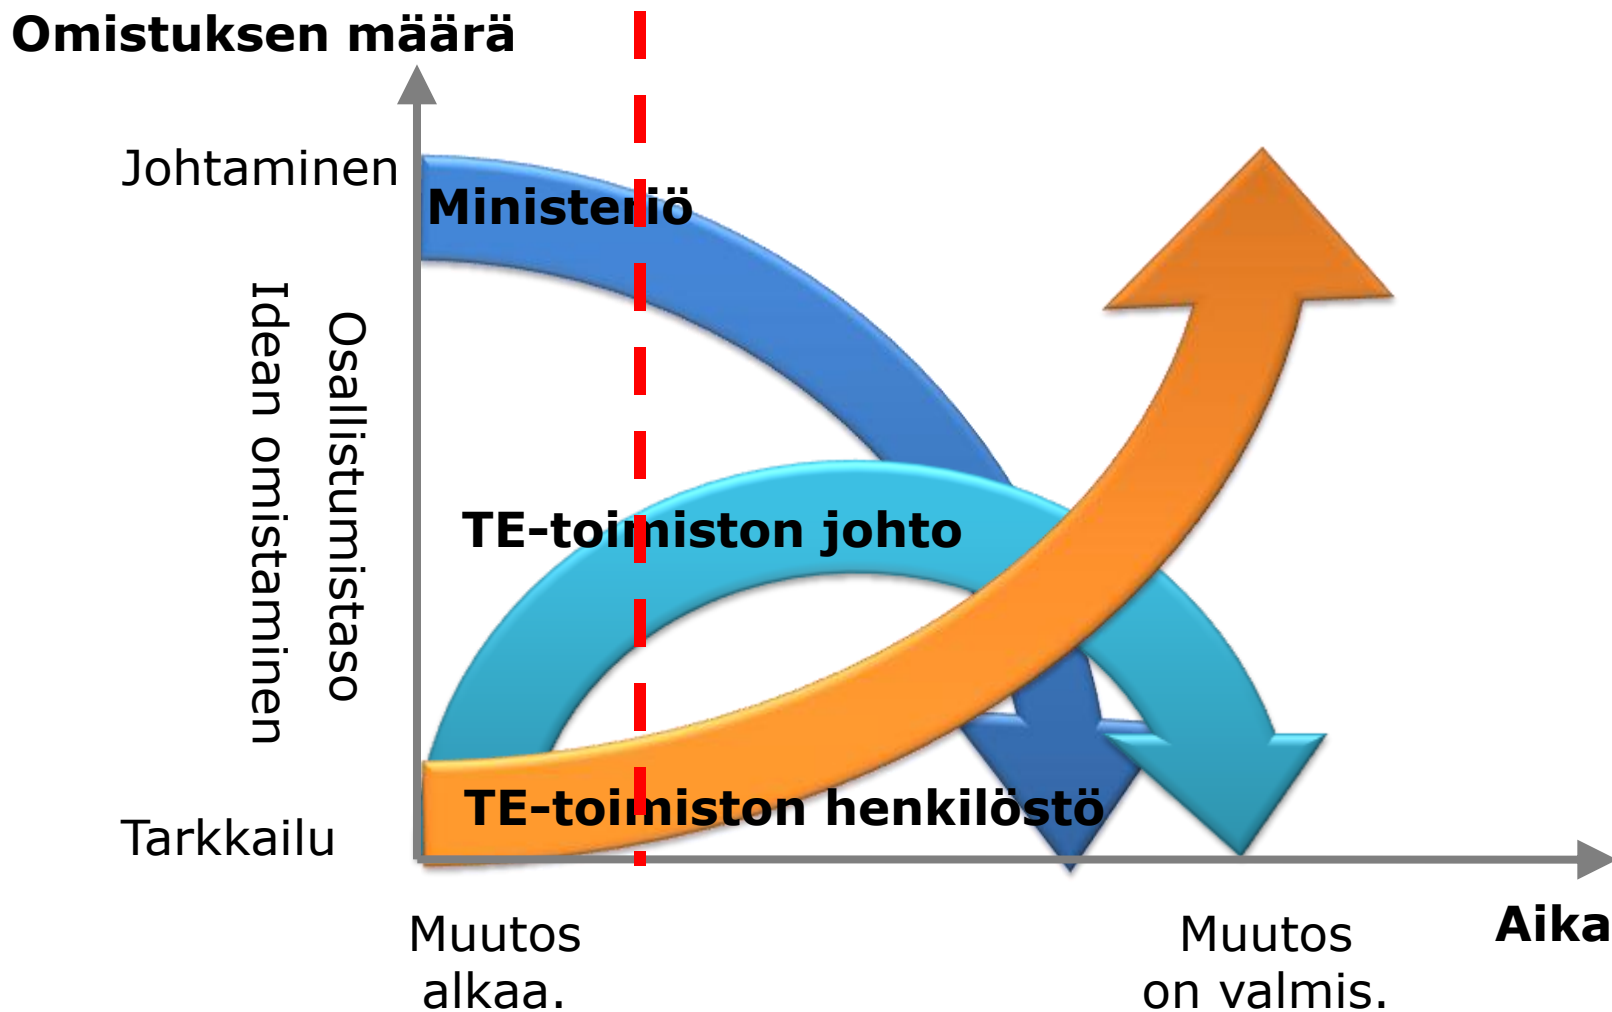 Omistuksen määrä
Johtaminen
Ministeriö
Osallistumistaso
Idean omistaminen
TE-toimiston johto
TE-toimiston henkilöstö
Tarkkailu
Muutos
alkaa.
Muutos
on valmis.
Aika